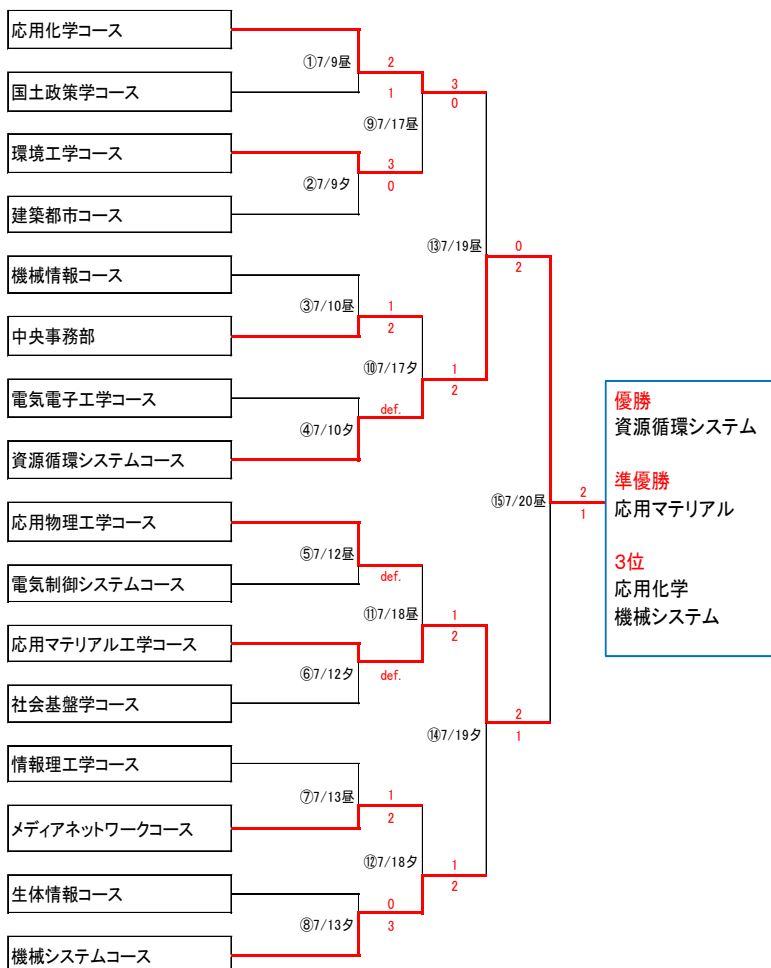 応用化学コース
①7/9昼
2
1
国土政策学コース
3
0
⑨7/17昼
環境工学コース
②7/9夕
3
0
建築都市コース
⑬7/19昼
0
2
機械情報コース
③7/10昼
1
2
中央事務部
⑩7/17夕
1
2
電気電子工学コース
④7/10夕
def.
資源循環システムコース
⑮7/20昼
2
1
優勝
資源循環システム
準優勝
応用マテリアル
3位
応用化学
機械システム
応用物理工学コース
⑤7/12昼
def.
電気制御システムコース
⑪7/18昼
1
2
応用マテリアル工学コース
⑥7/12夕
def.
社会基盤学コース
⑭7/19夕
2
1
情報理工学コース
⑦7/13昼
1
2
メディアネットワークコース
⑫7/18夕
1
2
生体情報コース
⑧7/13夕
0
3
機械システムコース